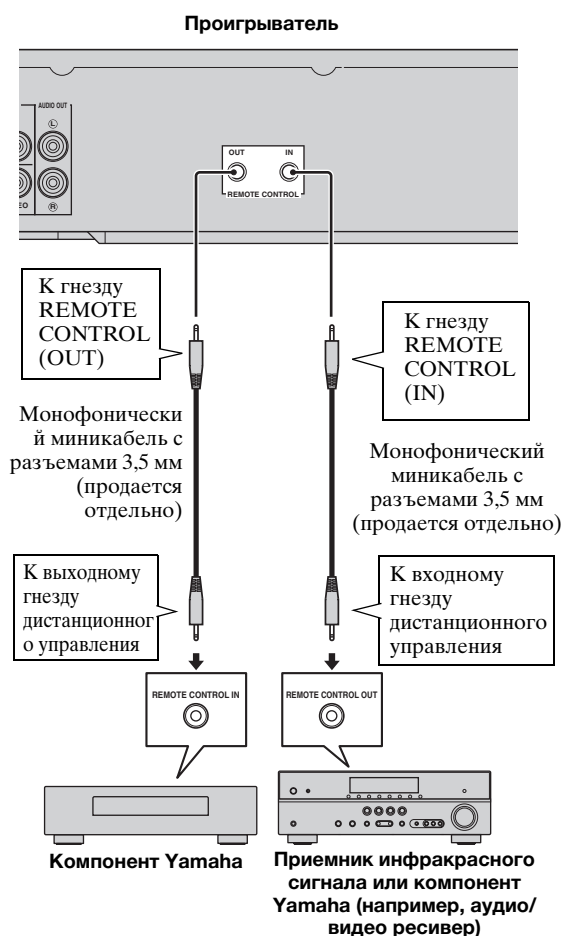 Проигрыватель
AUDIO OUT
L
R
EO
OUT
IN
REMOTE CONTROL
К гнезду
REMOTE
CONTROL
(OUT)
К гнезду
REMOTE
CONTROL
(IN)
Монофонически
й миникабель с
разъемами 3,5 мм
(продается
отдельно)
Монофонический
миникабель с
разъемами 3,5 мм
(продается отдельно)
К выходному
гнезду
дистанционног
о управления
К входному
гнезду
дистанционного
управления
REMOTE CONTROL IN
REMOTE CONTROL OUT
Компонент Yamaha
Приемник инфракрасного
сигнала или компонент
Yamaha (например, аудио/
видео ресивер)